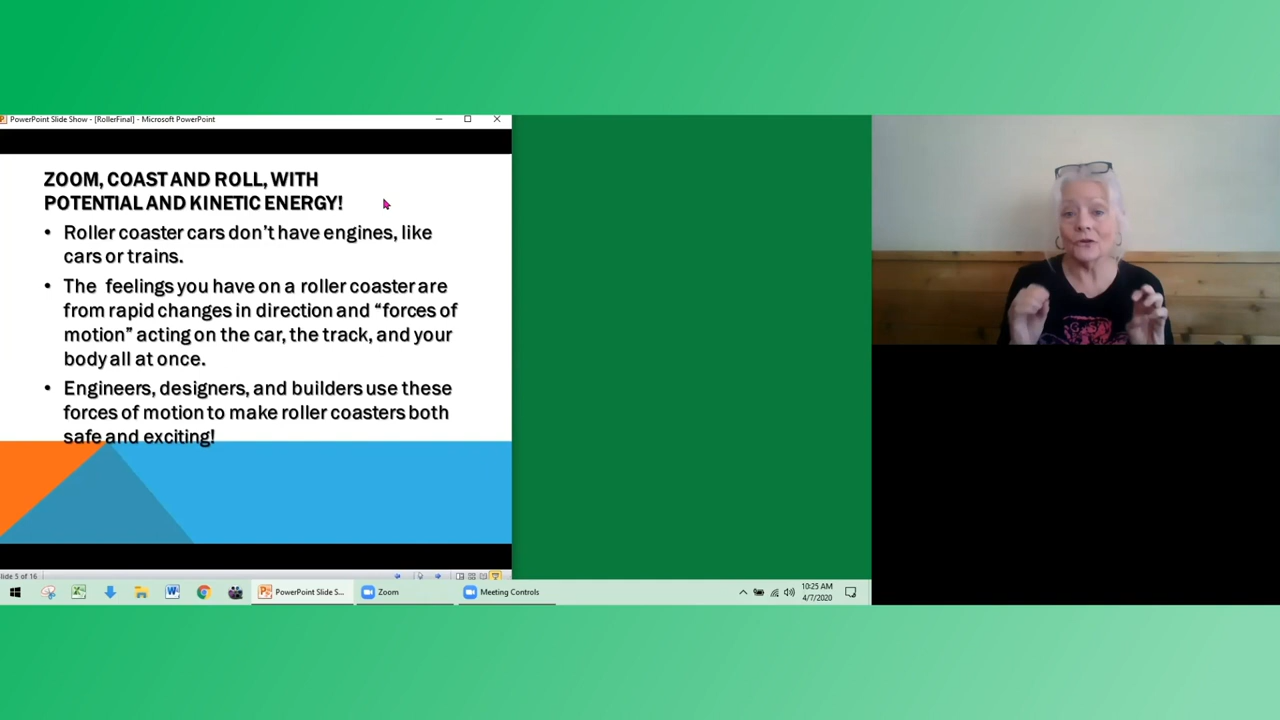 PowerPoint Slide Show - [RollerFinal] - Microsoft PowerPoint
ZOOM, COAST AND ROLL, WITH
POTENTIAL AND KINETIC ENERGY!
• Roller coaster cars don’t have engines, like
cars or trains.
• The feelings you have on a roller coaster are
from rapid changes in direction and “forces of
motion” acting on the car, the track, and your
body all at once.
• Engineers, designers, and builders use these
forces of motion to make roller coasters both
safe and exciting!
lide 5 of 16
PowerPoint Slide S...
Zoom
Meeting Controls
10:25 AM
4/7/2020